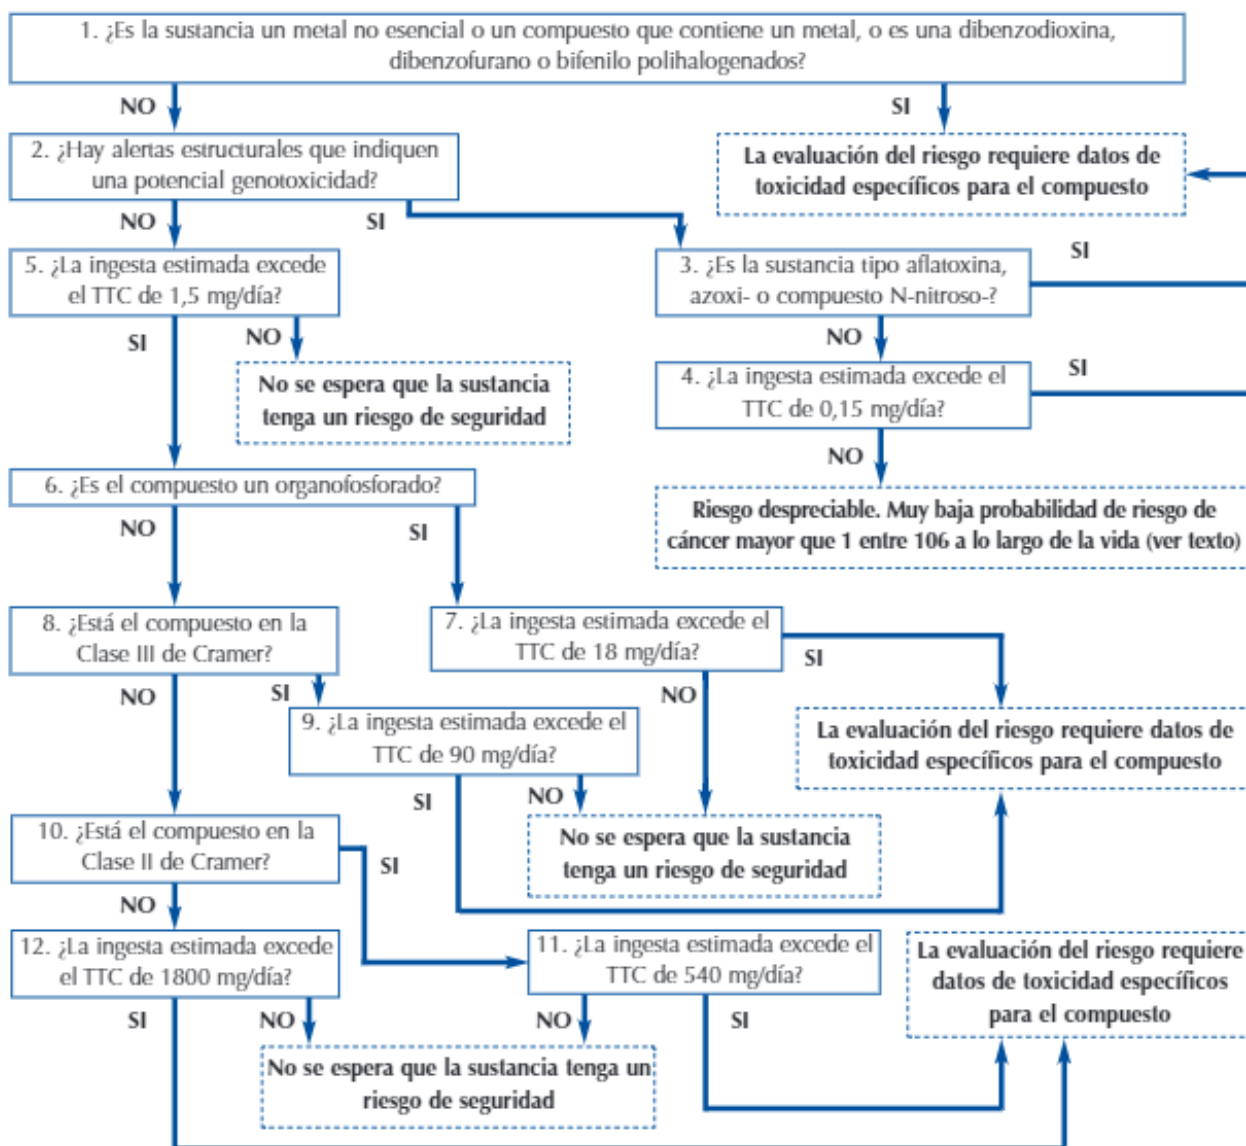 1. ¿Es la sustancia un metal no esencial o un compuesto que contiene un metal, o es una dibenzodioxina,
dibenzofurano o bifenilo polihalogenados?
NO
SI
2. ¿Hay alertas estructurales que indiquen
una potencial genotoxicidad?
La evaluación del riesgo requiere datos de
toxicidad específicos para el compuesto
NO
SI
SI
5. ¿La ingesta estimada excede
el TTC de 1,5 mg/día?
3. ¿Es la sustancia tipo aflatoxina,
azoxi- o compuesto N-nitroso-?
SI
NO
NO
SI
No se espera que la sustancia
tenga un riesgo de seguridad
4. ¿La ingesta estimada excede el
TTC de 0,15 mg/día?
NO
6. ¿Es el compuesto un organofosforado?
Riesgo despreciable. Muy baja probabilidad de riesgo de
cáncer mayor que 1 entre 106 a lo largo de la vida (ver texto)
NO
SI
8. ¿Está el compuesto en la
Clase III de Cramer?
7. ¿La ingesta estimada excede el
TTC de 18 mg/día?
NO
SI
NO
SI
9. ¿La ingesta estimada excede el
TTC de 90 mg/día?
La evaluación del riesgo requiere datos de
toxicidad específicos para el compuesto
SI
NO
10. ¿Está el compuesto en la
Clase II de Cramer?
No se espera que la sustancia
tenga un riesgo de seguridad
SI
NO
12. ¿La ingesta estimada excede
el TTC de 1800 mg/día?
11. ¿La ingesta estimada excede el
TTC de 540 mg/día?
La evaluación del riesgo requiere
datos de toxicidad específicos
para el compuesto
SI
NO
NO
SI
No se espera que la sustancia tenga un
riesgo de seguridad